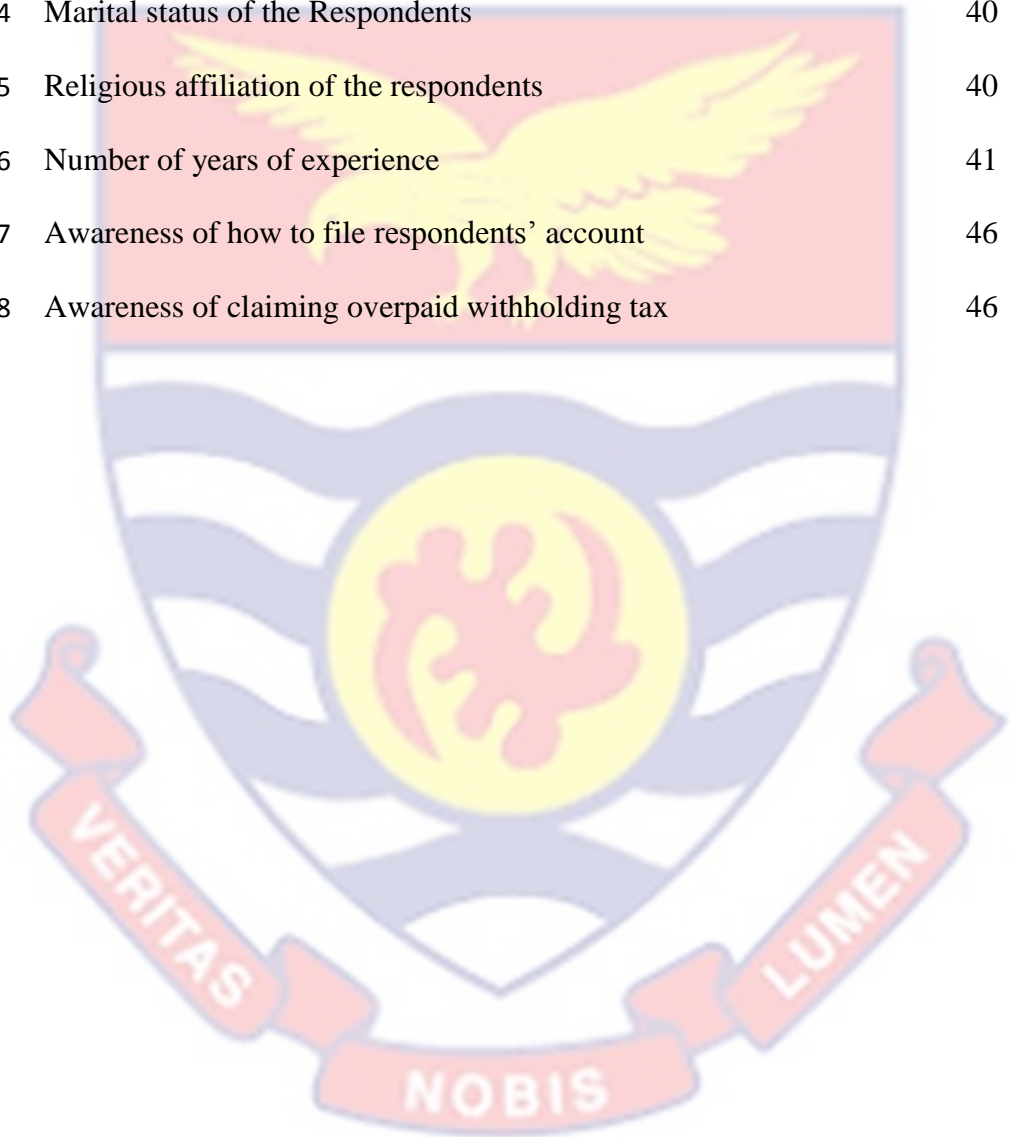 4 Marital status of the Respondents 40
5 Religious affiliation of the respondents 40
6 Number of years of experience 41
7 Awareness of how to file respondents’ account 46
8 Awareness of claiming overpaid withholding tax 46
VERITAS
NOBIS
LUMEN